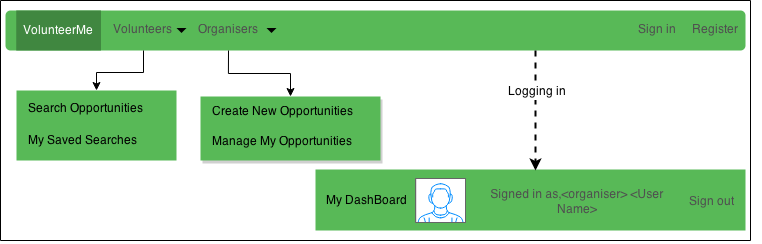 VolunteerMe Volunteers Organisers Sign in Register
Logging in
Search Opportunities
My Saved Searches
Create New Opportunities
Manage My Opportunities
My DashBoard
Signed in as,<organiser> <User
Name>
Sign out